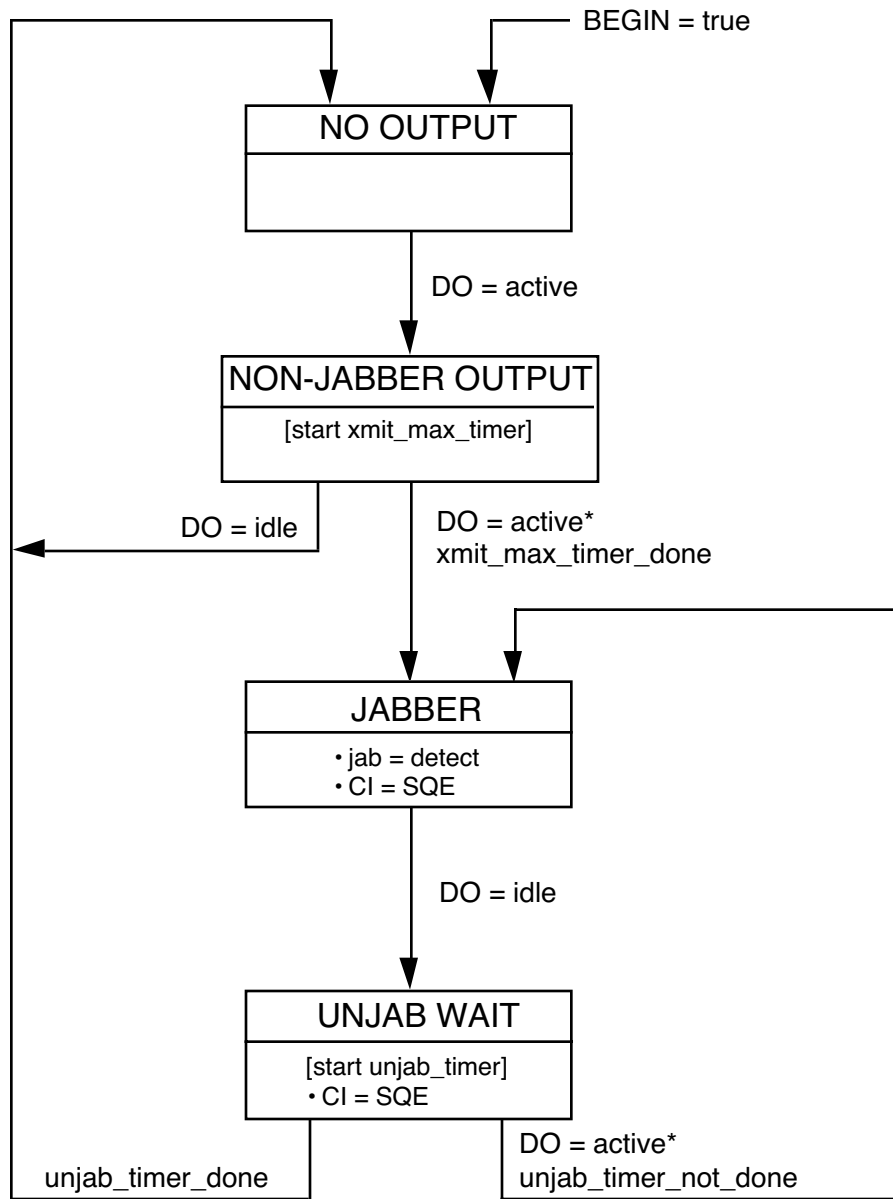 BEGIN = true
NO OUTPUT
DO = active
NON-JABBER OUTPUT
[start xmit_max_timer]
DO = idle
DO = active*
xmit_max_timer_done
JABBER
• jab = detect
• CI = SQE
DO = idle
UNJAB WAIT
[start unjab_timer]
• CI = SQE
unjab_timer_done
DO = active*
unjab_timer_not_done